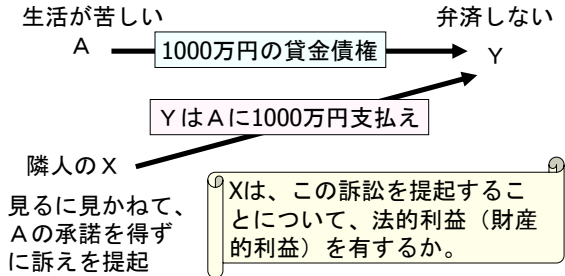 生活が苦しい
弁済しない
A
1000万円の貸金債権
Y
YはAに1000万円支払え
隣人のX
見るに見かねて、
Aの承諾を得ず
に訴えを提起
Xは、この訴訟を提起するこ
とについて、法的利益（財産
的利益）を有するか。